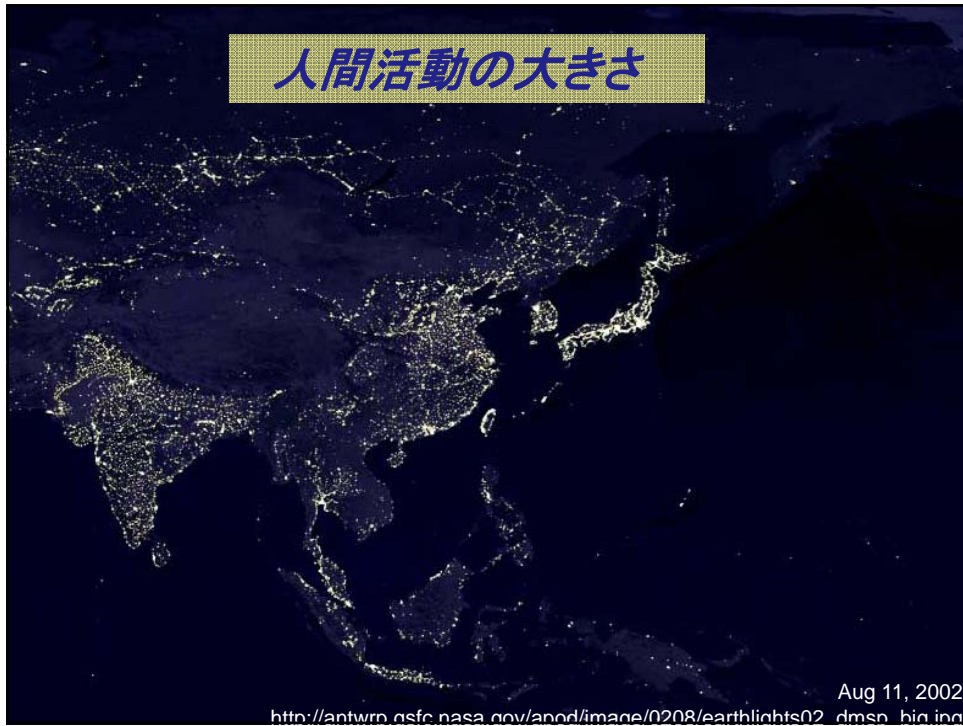 人間活動の大きさ
Aug 11, 2002
http://antwrp.gsfc.nasa.gov/apod/image/0208/earthlights02_dmsp_big.jpg